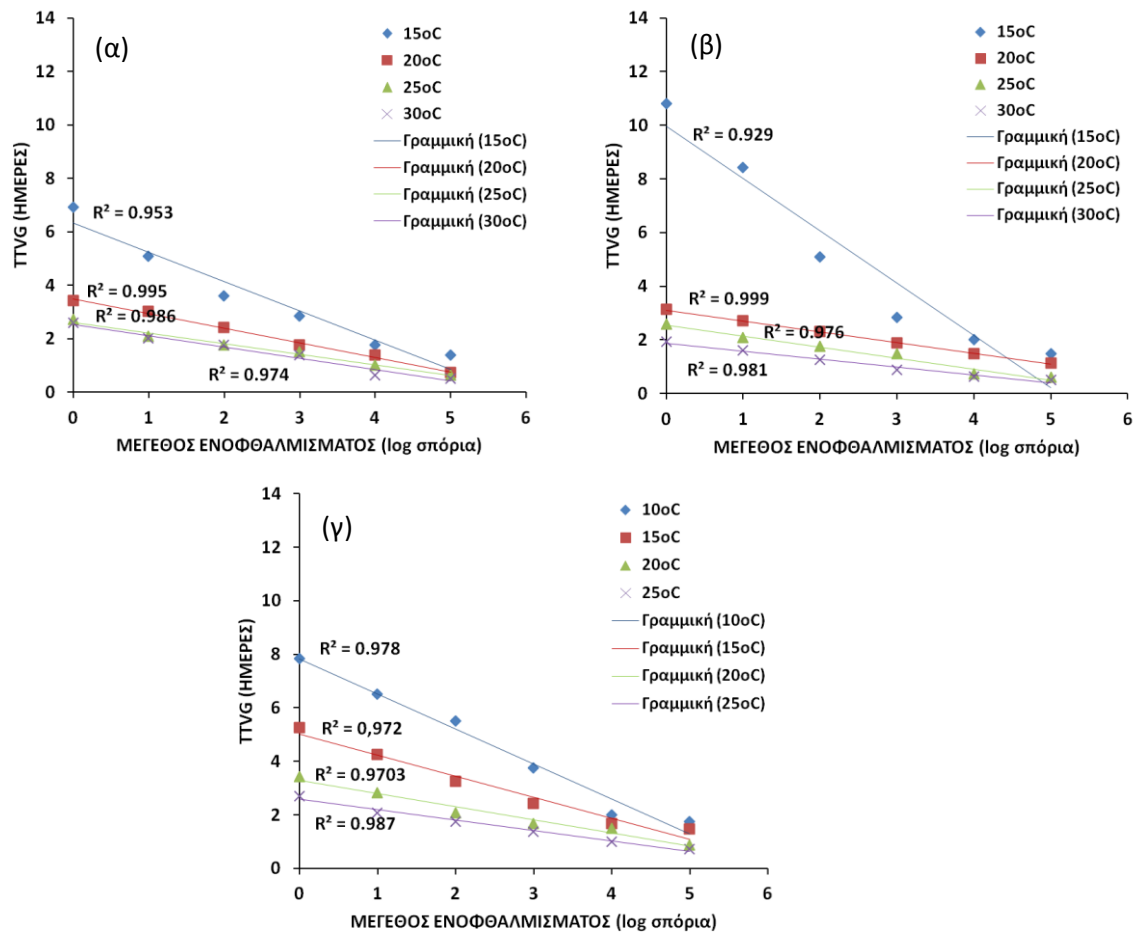 (α)
14
12
10
8
6
4
2
0
TTVG (ΗΜΕΡΕΣ)
15oC
20oC
25oC
30oC
Γραμμική (15oC)
Γραμμική (20oC)
Γραμμική (25oC)
Γραμμική (30oC)
R² = 0.953
R² = 0.995
R² = 0.986
R² = 0.974
0 1 2 3 4 5 6
ΜΕΓΕΘΟΣ ΕΝΟΦΘΑΛΜΙΣΜΑΤΟΣ (log σπόρια)
(β)
14
12
10
8
6
4
2
0
TTVG (ΗΜΕΡΕΣ)
15oC
20oC
25oC
30oC
Γραμμική (15oC)
Γραμμική (20oC)
Γραμμική (25oC)
Γραμμική (30oC)
R² = 0.929
R² = 0.999
R² = 0.976
R² = 0.981
0 1 2 3 4 5 6
ΜΕΓΕΘΟΣ ΕΝΟΦΘΑΛΜΙΣΜΑΤΟΣ (log σπόρια)
(γ)
14
12
10
8
6
4
2
0
TTVG (ΗΜΕΡΕΣ)
10oC
15oC
20oC
25oC
Γραμμική (10oC)
Γραμμική (15oC)
Γραμμική (20oC)
Γραμμική (25oC)
R² = 0.978
R² = 0,972
R² = 0.9703
R² = 0.987
0 1 2 3 4 5 6
ΜΕΓΕΘΟΣ ΕΝΟΦΘΑΛΜΙΣΜΑΤΟΣ (log σπόρια)